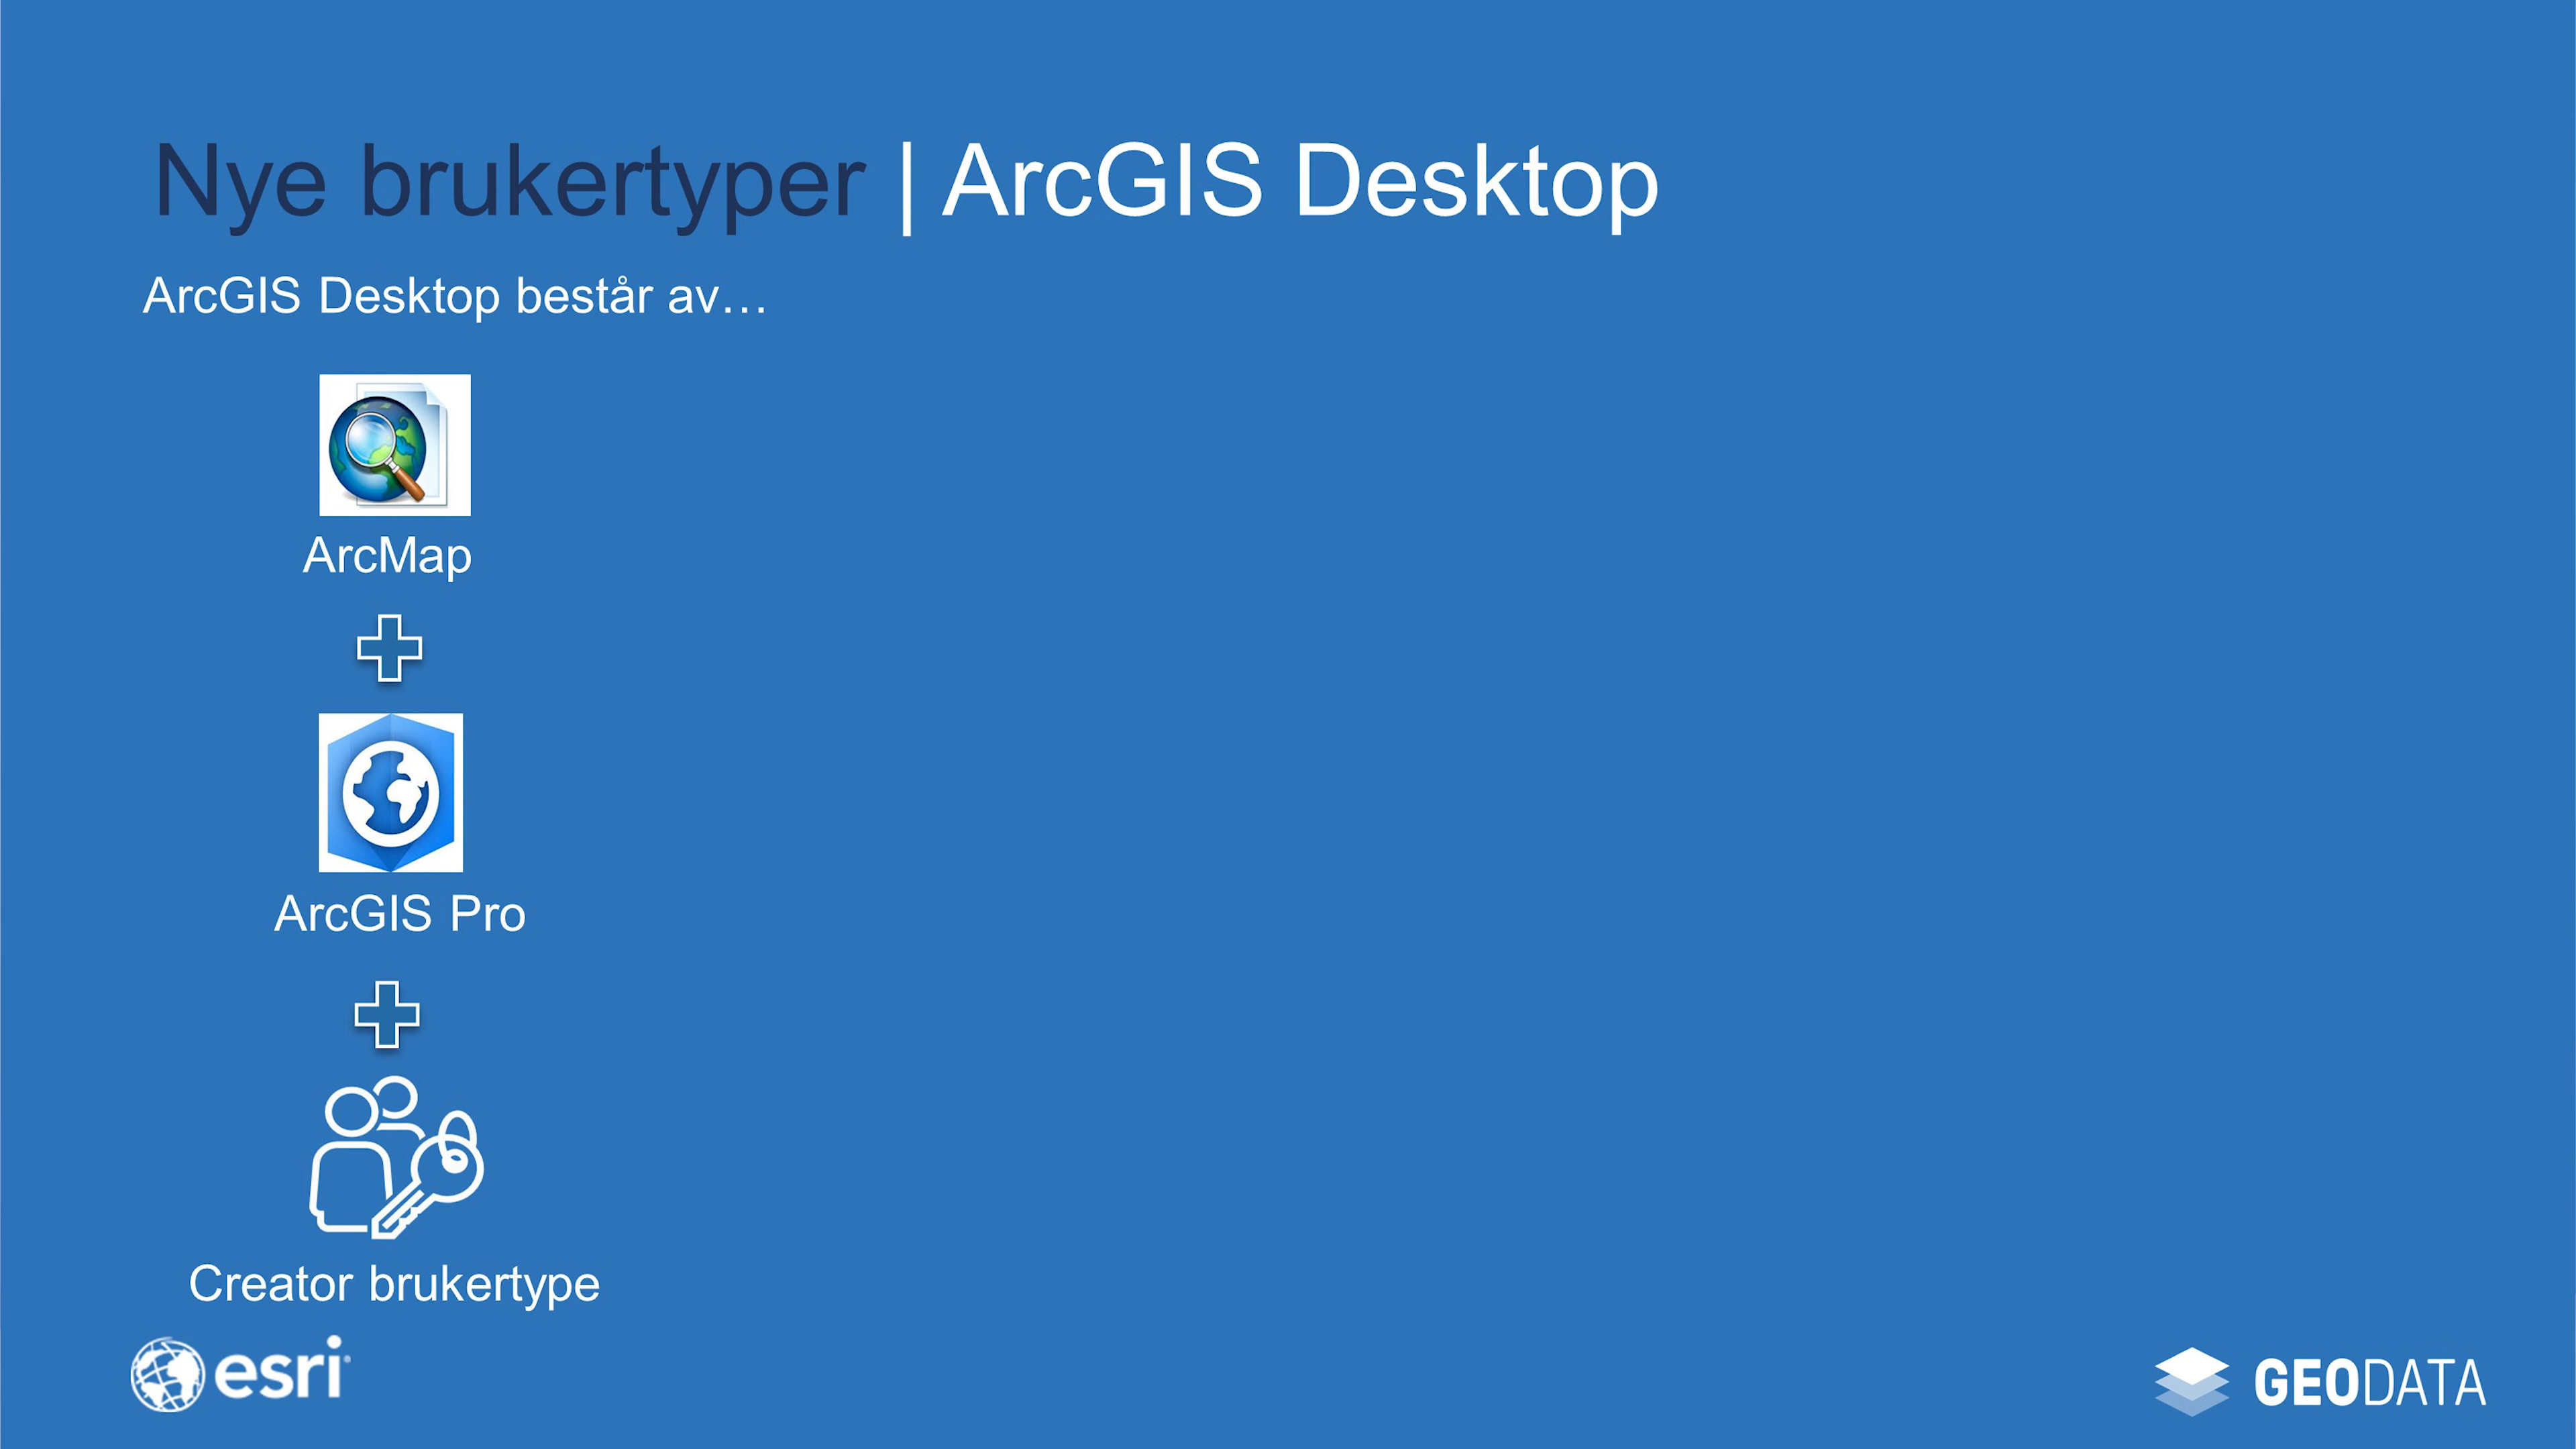 Nye brukertyper | ArcGIS Desktop
ArcGIS Desktop består av…
ArcMap
ArcGIS Pro
Creator brukertype
esri
GEODATA